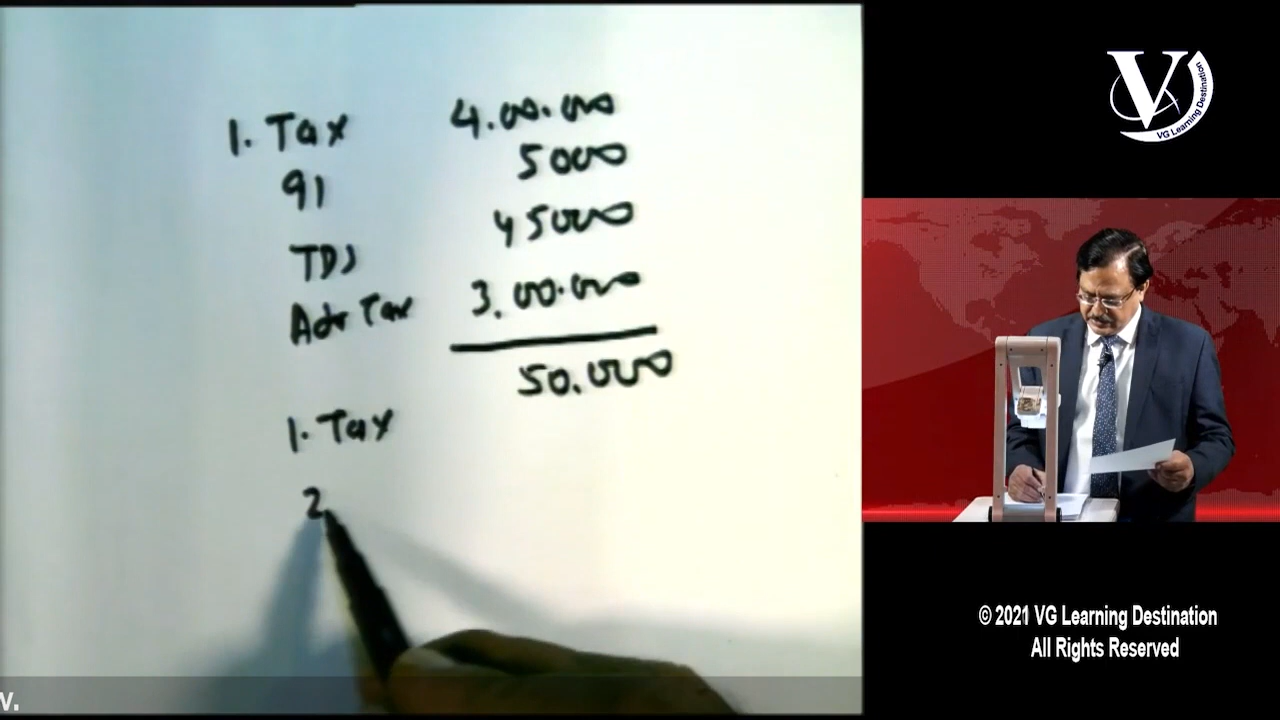 1. Tax 4.00.000
91 5000
TDS 45000
Adv Tax 3.00.000
50.000
1. Tax
2
V
VG Learning Destination
© 2021 VG Learning Destination
All Rights Reserved
v.